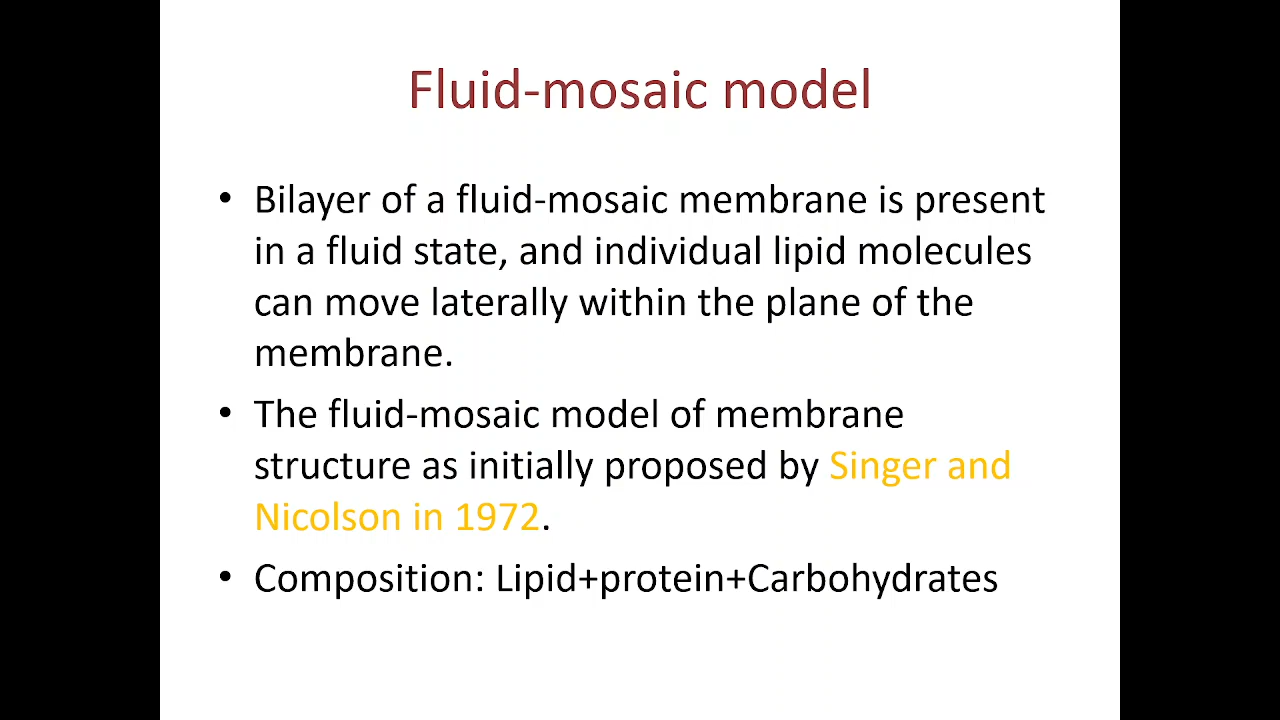 Fluid-mosaic model
• Bilayer of a fluid-mosaic membrane is present
in a fluid state, and individual lipid molecules
can move laterally within the plane of the
membrane.
• The fluid-mosaic model of membrane
structure as initially proposed by Singer and
Nicolson in 1972.
• Composition: Lipid+protein+Carbohydrates